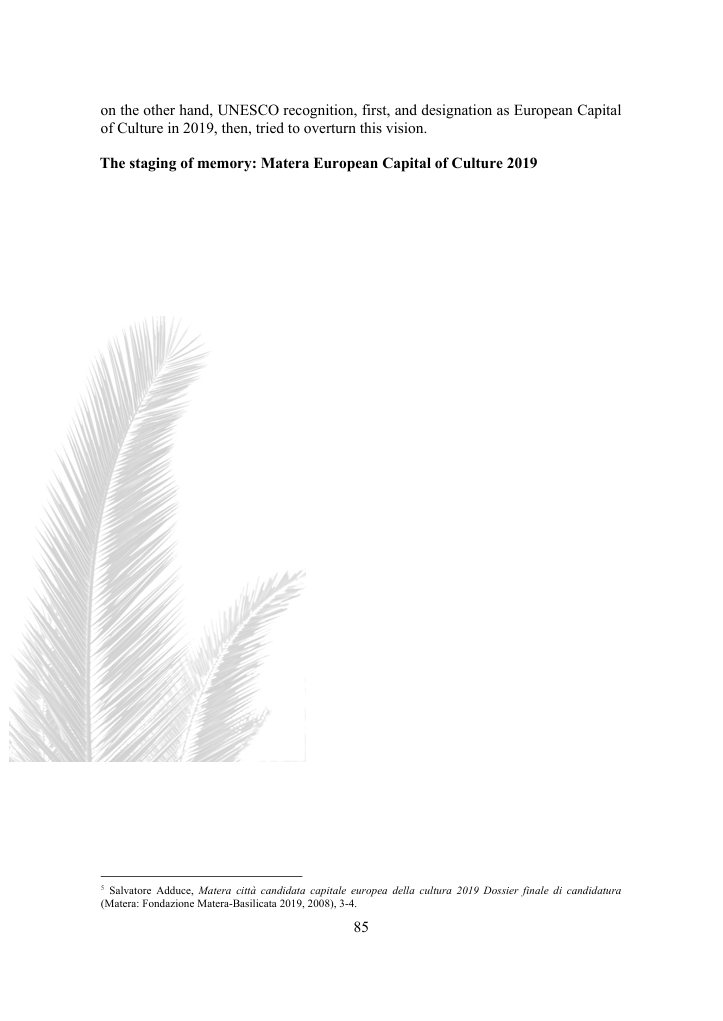 on the other hand, UNESCO recognition, first, and designation as European Capital
of Culture in 2019, then, tried to overturn this vision.
The staging of memory: Matera European Capital of Culture 2019
5 Salvatore Adduce, Matera città candidata capitale europea della cultura 2019 Dossier finale di candidatura
(Matera: Fondazione Matera-Basilicata 2019, 2008), 3-4.
85